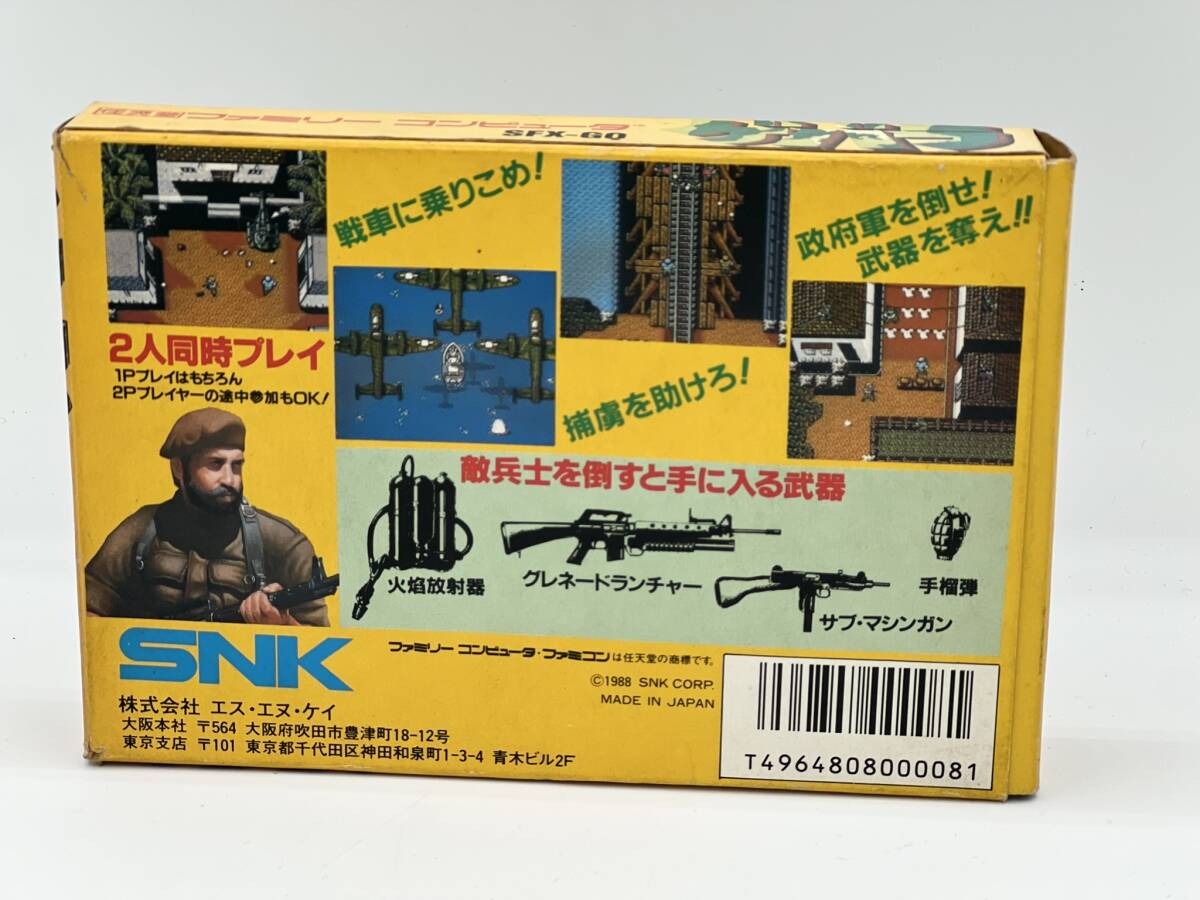 任天堂 ファミリー コンピュータ™
SFX-GO
戦車に乗りこめ!
政府軍を倒せ!
武器を奪え!!
2人同時プレイ
1Pプレイはもちろん
2Pプレイヤーの途中参加もOK!
捕虜を助けろ!
敵兵士を倒すと手に入る武器
火焰放射器
グレネードランチャー
サブ・マシンガン
手榴弾
SNK
ファミリー コンピュータ・ファミコンは任天堂の商標です。
©1988 SNK CORP.
MADE IN JAPAN
株式会社 エス・エヌ・ケイ
大阪本社 〒564 大阪府吹田市豊津町18-12号
東京支店 〒101 東京都千代田区神田和泉町1-3-4 青木ビル2F
T4964808000081